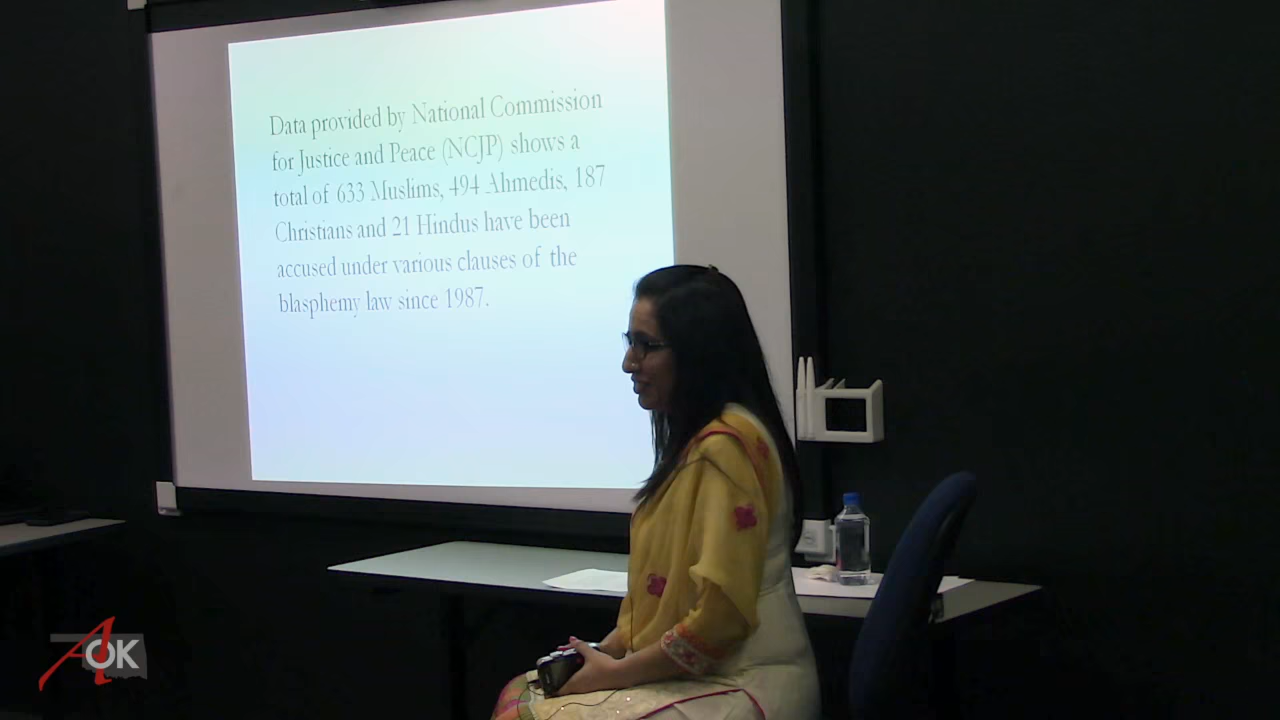 Data provided by National Commission
for Justice and Peace (NCJP) shows a
total of 633 Muslims, 494 Ahmedis, 187
Christians and 21 Hindus have been
accused under various clauses of the
blasphemy law since 1987.
AOK